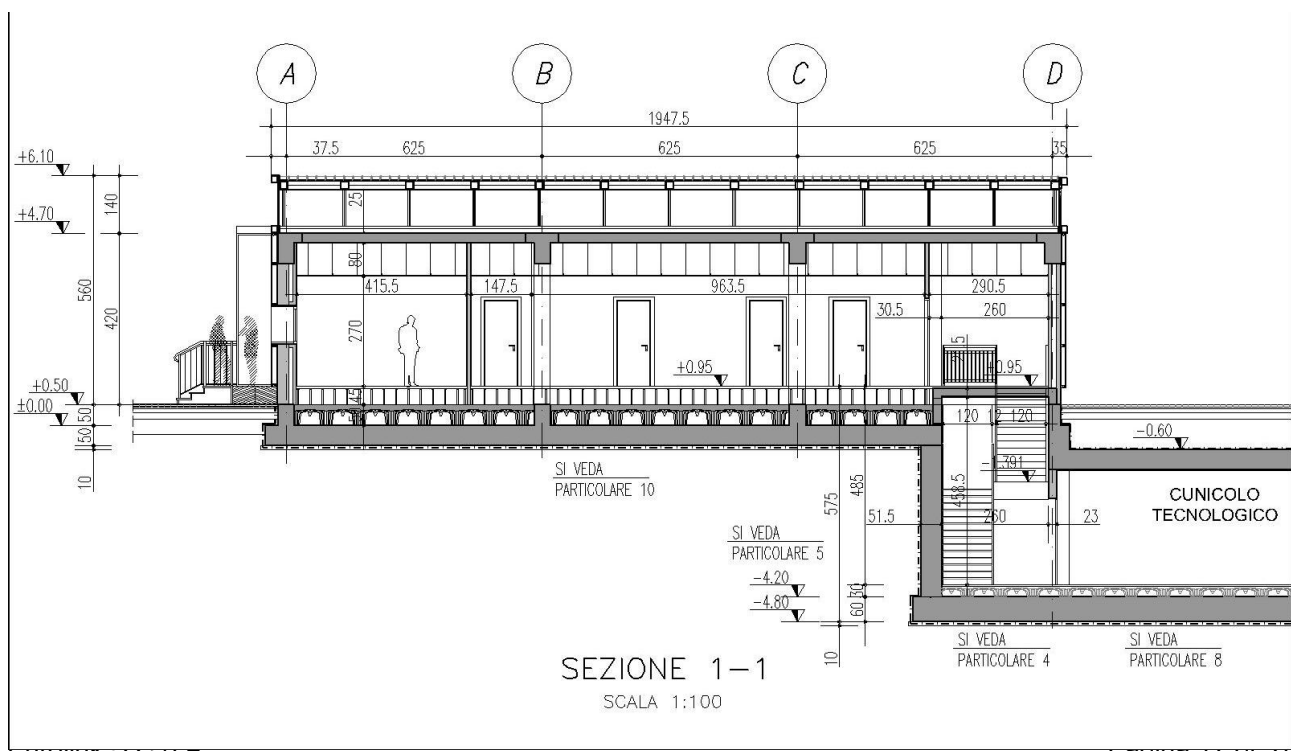 A B C D
1947.5
37.5 625 625 625 35
+6.10
140
25
+4.70
80
415.5 147.5 963.5 290.5
560
420
30.5 260
270
+0.95 +0.95
+0.50
±0.00
50
45
50
120 12 120
-0.60
10
SI VEDA
PARTICOLARE 10
575
485
458.5
CUNICOLO
TECNOLOGICO
51.5 260 23
SI VEDA
PARTICOLARE 5
-4.20
30
-4.80
60
10
SI VEDA
PARTICOLARE 4
SI VEDA
PARTICOLARE 8
SEZIONE 1-1
SCALA 1:100